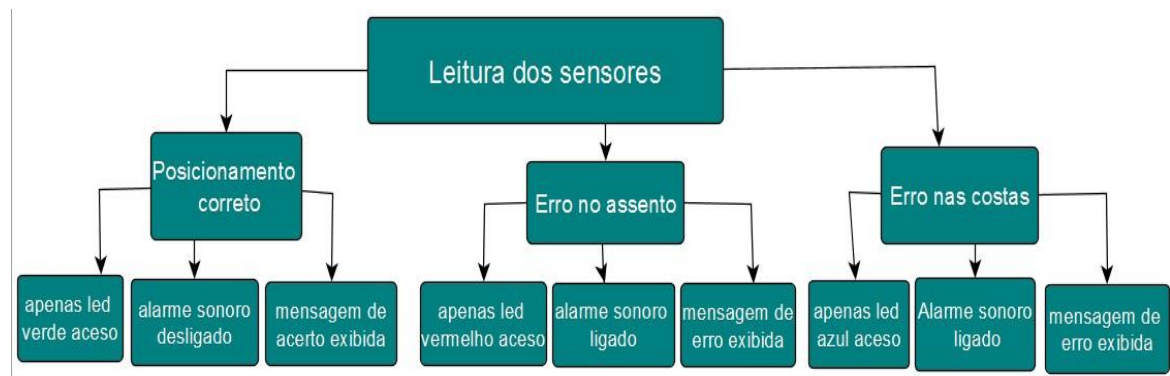 Leitura dos sensores
Posicionamento
correto
Erro no assento
Erro nas costas
apenas led
verde aceso
alarme sonoro
desligado
mensagem de
acerto exibida
apenas led
vermelho aceso
alarme sonoro
ligado
mensagem de
erro exibida
apenas led
azul aceso
Alarme sonoro
ligado
mensagem de
erro exibida